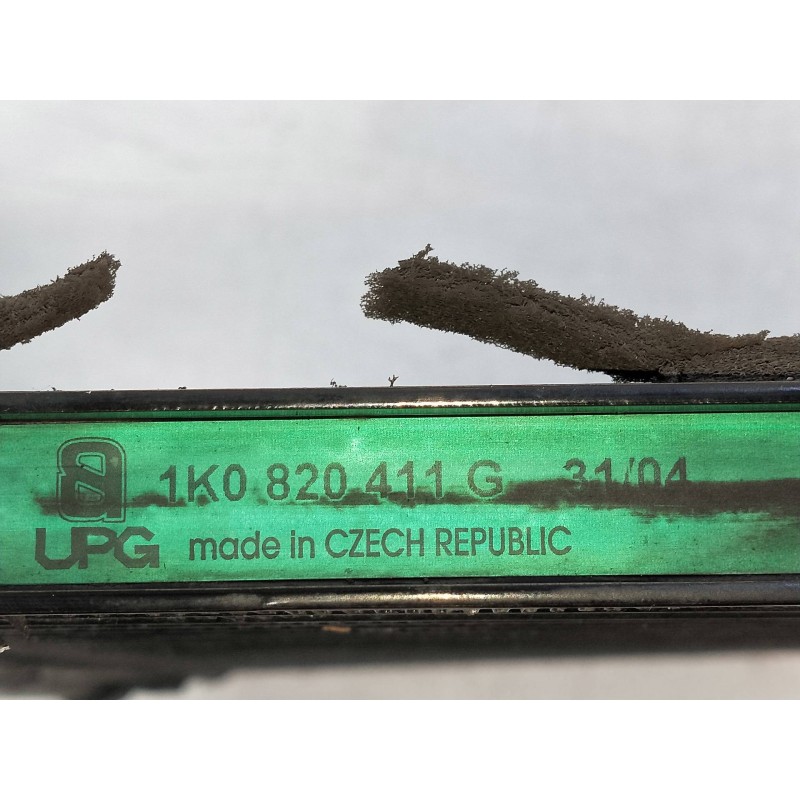 1K0 820 411 G 31/04
UPG made in CZECH REPUBLIC